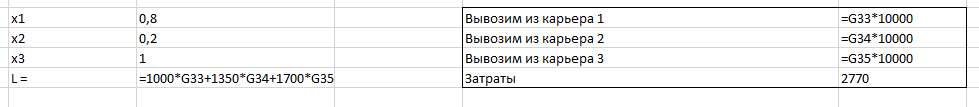 x1 0,8 Вывозим из карьера 1 =G33*10000
x2 0,2 Вывозим из карьера 2 =G34*10000
x3 1 Вывозим из карьера 3 =G35*10000
L = =1000*G33+1350*G34+1700*G35 Затраты 2770